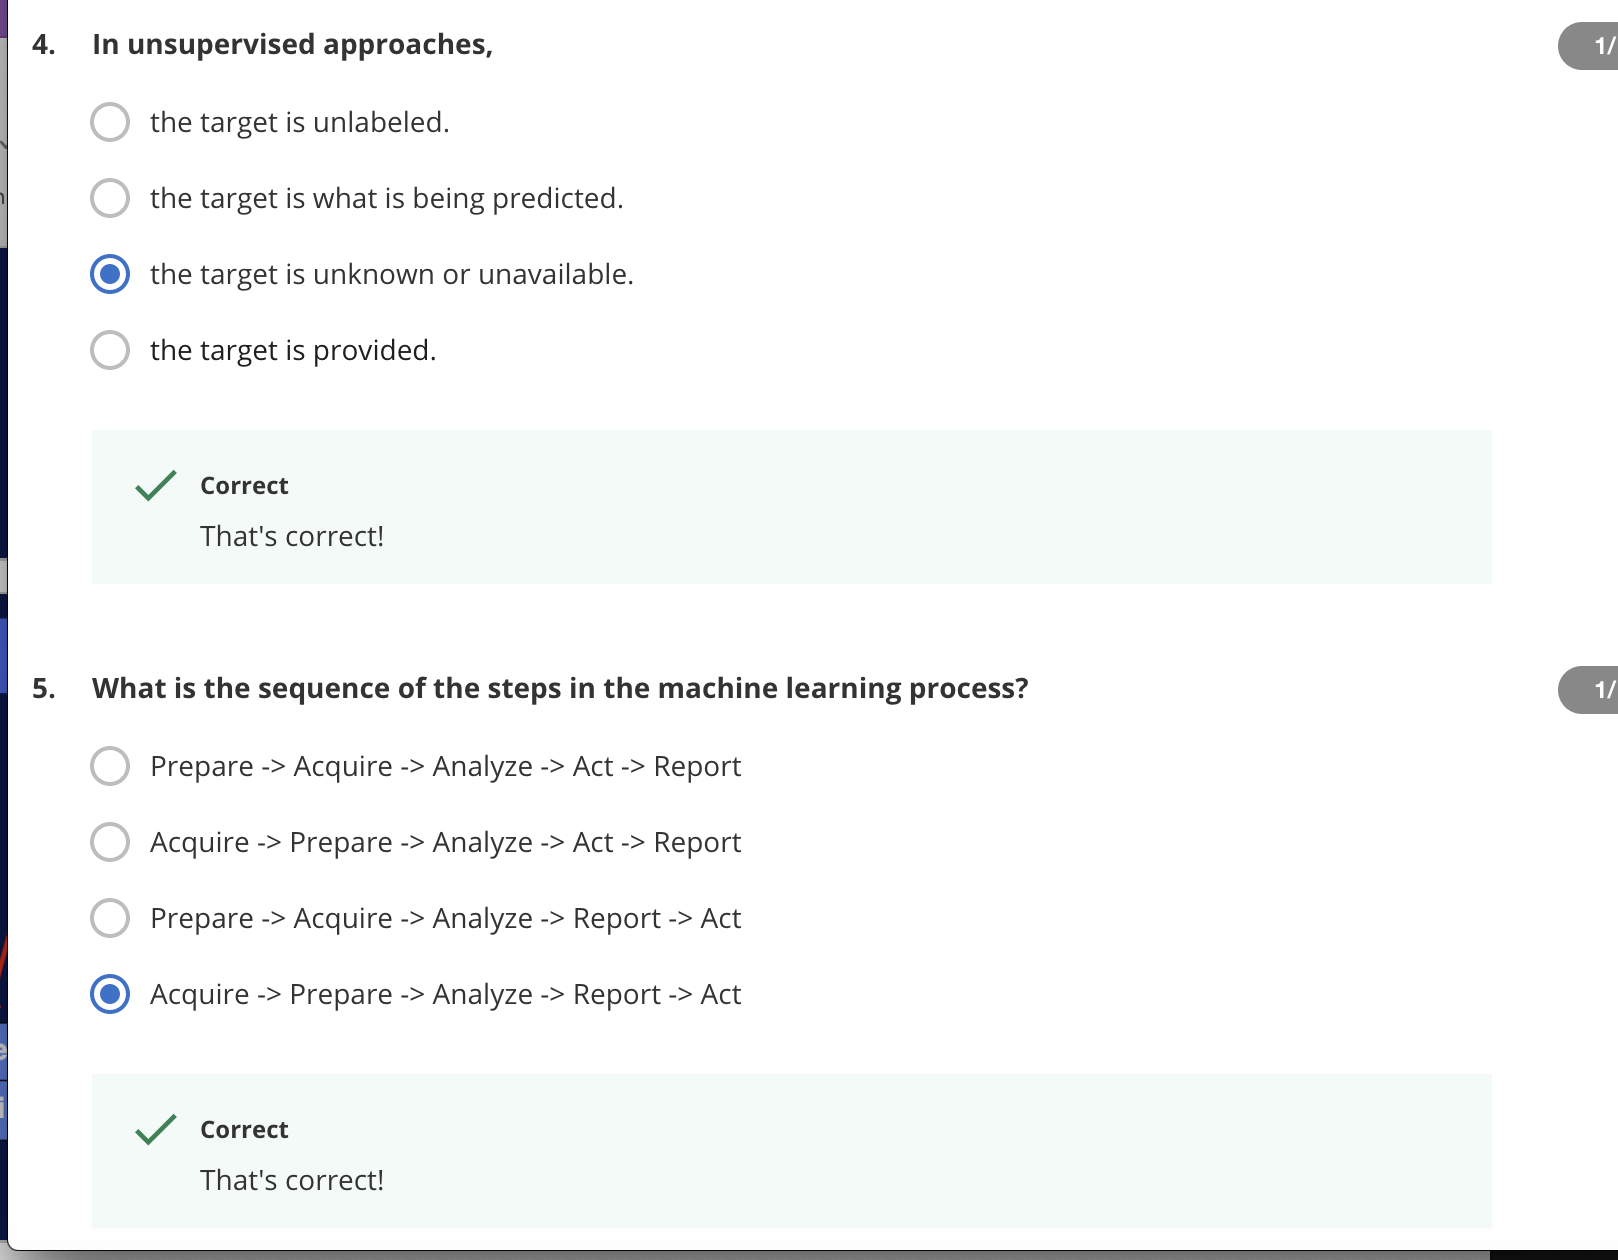 4. In unsupervised approaches,
1/
the target is unlabeled.
the target is what is being predicted.
the target is unknown or unavailable.
the target is provided.
Correct
That's correct!
5. What is the sequence of the steps in the machine learning process?
1/
Prepare -> Acquire -> Analyze -> Act -> Report
Acquire -> Prepare -> Analyze -> Act -> Report
Prepare -> Acquire -> Analyze -> Report -> Act
Acquire -> Prepare -> Analyze -> Report -> Act
Correct
That's correct!